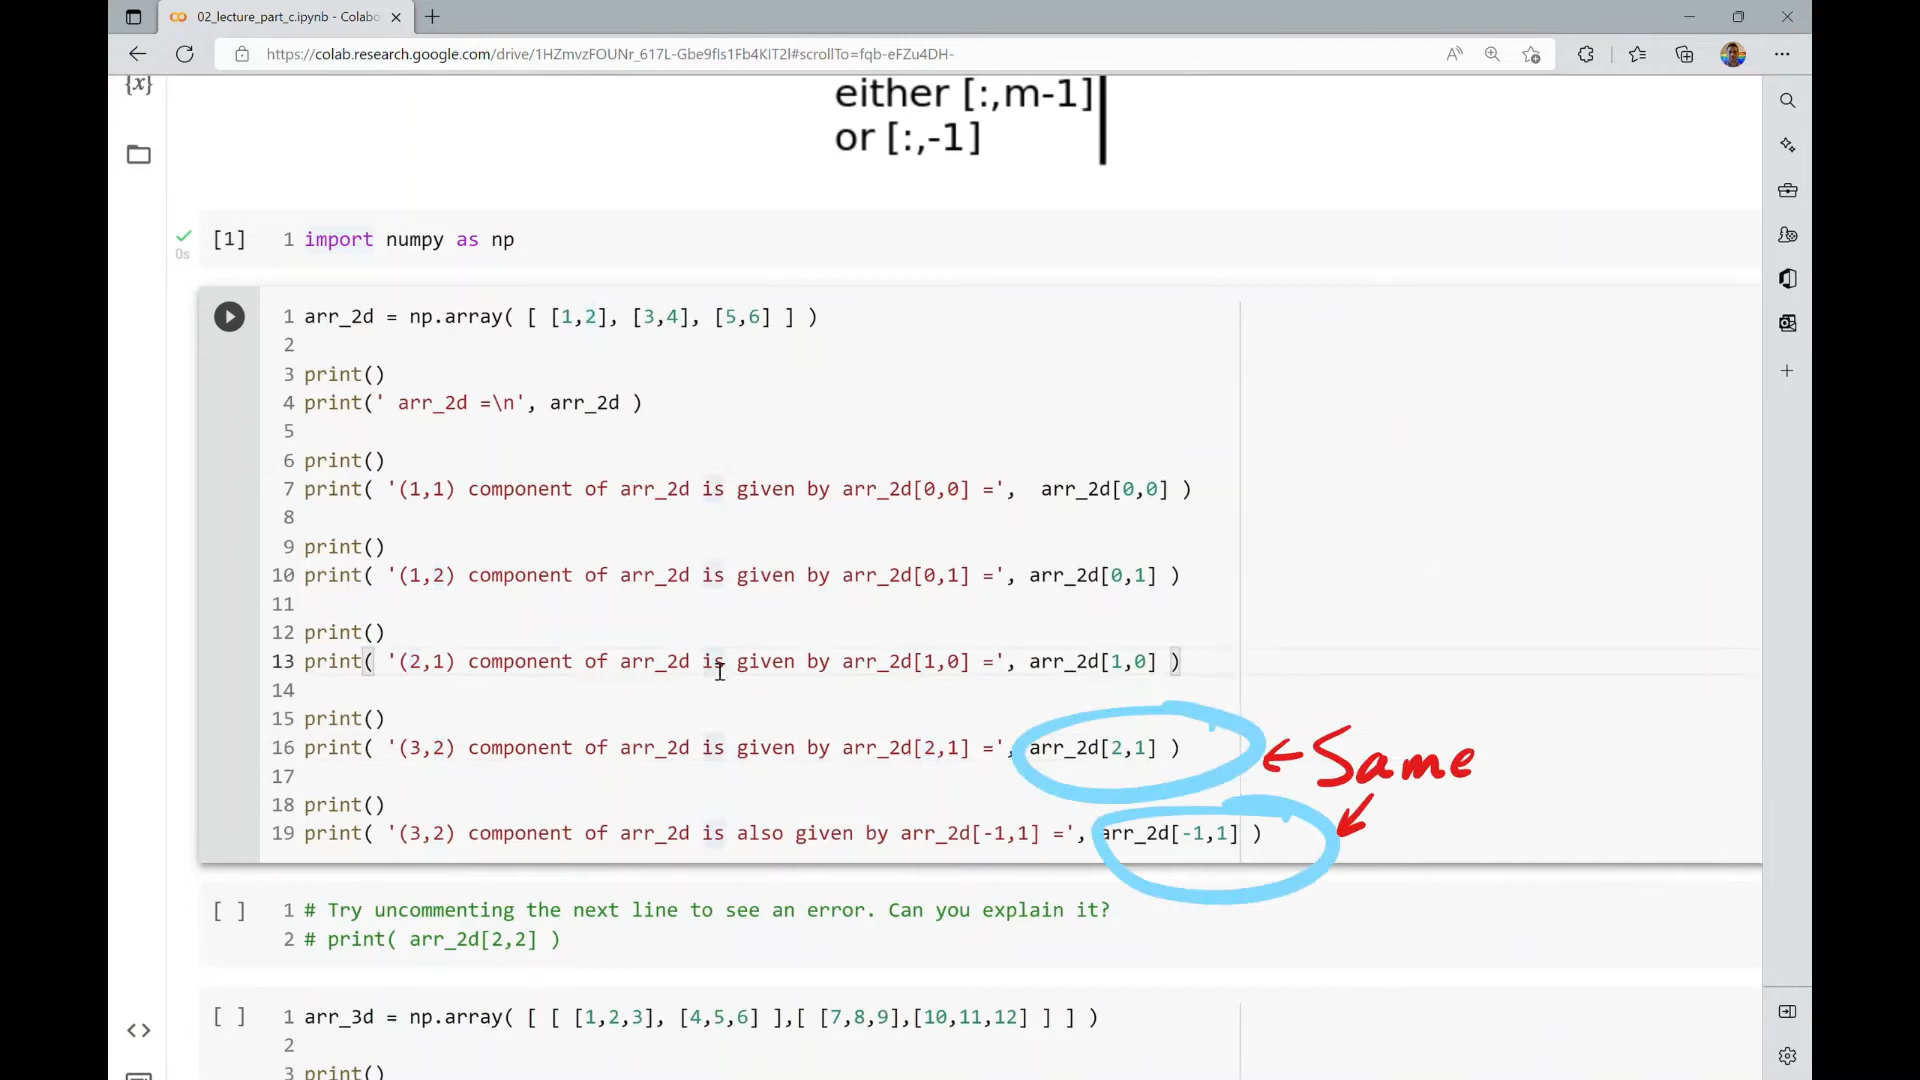 02_lecture_part_c.ipynb - Colabo
https://colab.research.google.com/drive/1HZmvzFOUNr_617L-Gbe9fIs1Fb4KIT2I#scrollTo=fqb-eFZu4DH-
{x}
either [:,m-1]
or [:,-1]
[1] 1 import numpy as np
0s
1 arr_2d = np.array( [ [1,2], [3,4], [5,6] ] )
2
3 print()
4 print(' arr_2d =\n', arr_2d )
5
6 print()
7 print( '(1,1) component of arr_2d is given by arr_2d[0,0] =',  arr_2d[0,0] )
8
9 print()
10 print( '(1,2) component of arr_2d is given by arr_2d[0,1] =', arr_2d[0,1] )
11
12 print()
13 print( '(2,1) component of arr_2d is given by arr_2d[1,0] =', arr_2d[1,0] )
14
15 print()
16 print( '(3,2) component of arr_2d is given by arr_2d[2,1] =', arr_2d[2,1] )
Same
17
18 print()
19 print( '(3,2) component of arr_2d is also given by arr_2d[-1,1] =', arr_2d[-1,1] )
[ ] 1 # Try uncommenting the next line to see an error. Can you explain it?
2 # print( arr_2d[2,2] )
[ ] 1 arr_3d = np.array( [ [ [1,2,3], [4,5,6] ],[ [7,8,9],[10,11,12] ] ] )
2
3 print()